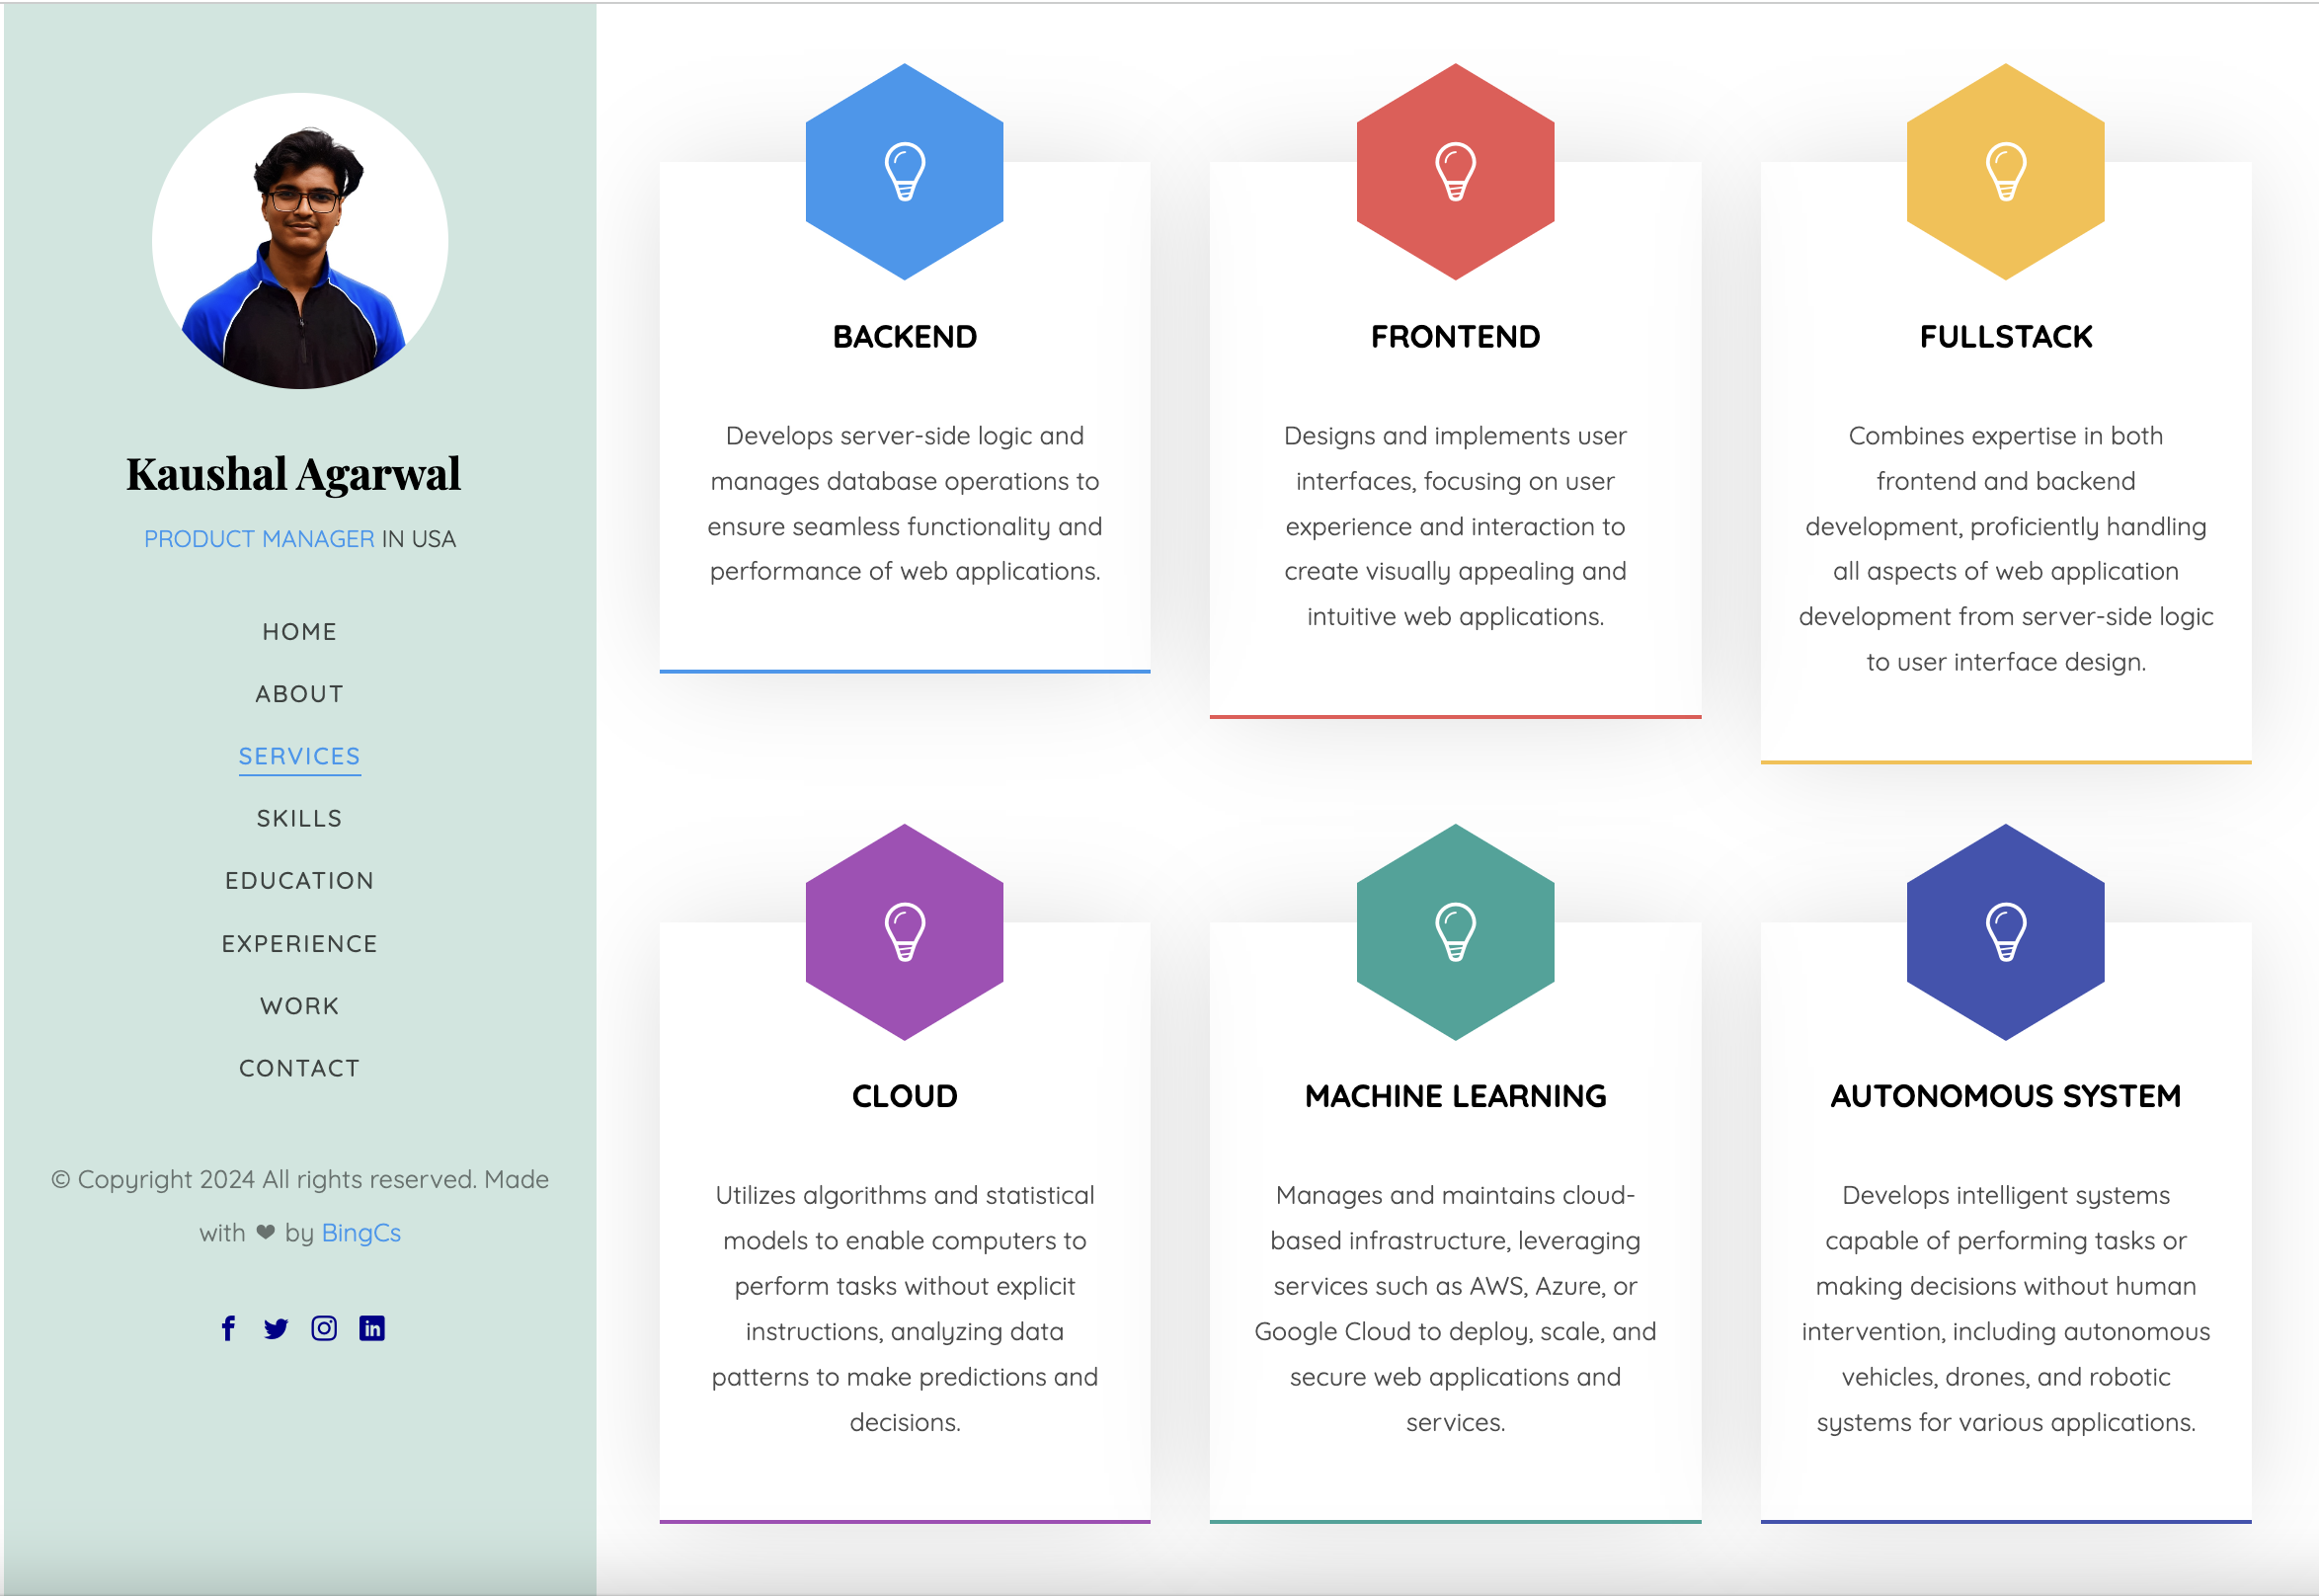 Kaushal Agarwal
PRODUCT MANAGER IN USA
HOME
ABOUT
SERVICES
SKILLS
EDUCATION
EXPERIENCE
WORK
CONTACT
© Copyright 2024 All rights reserved. Made
with ❤ by BingCs
BACKEND
Develops server-side logic and
manages database operations to
ensure seamless functionality and
performance of web applications.
FRONTEND
Designs and implements user
interfaces, focusing on user
experience and interaction to
create visually appealing and
intuitive web applications.
FULLSTACK
Combines expertise in both
frontend and backend
development, proficiently handling
all aspects of web application
development from server-side logic
to user interface design.
CLOUD
Utilizes algorithms and statistical
models to enable computers to
perform tasks without explicit
instructions, analyzing data
patterns to make predictions and
decisions.
MACHINE LEARNING
Manages and maintains cloud-
based infrastructure, leveraging
services such as AWS, Azure, or
Google Cloud to deploy, scale, and
secure web applications and
services.
AUTONOMOUS SYSTEM
Develops intelligent systems
capable of performing tasks or
making decisions without human
intervention, including autonomous
vehicles, drones, and robotic
systems for various applications.